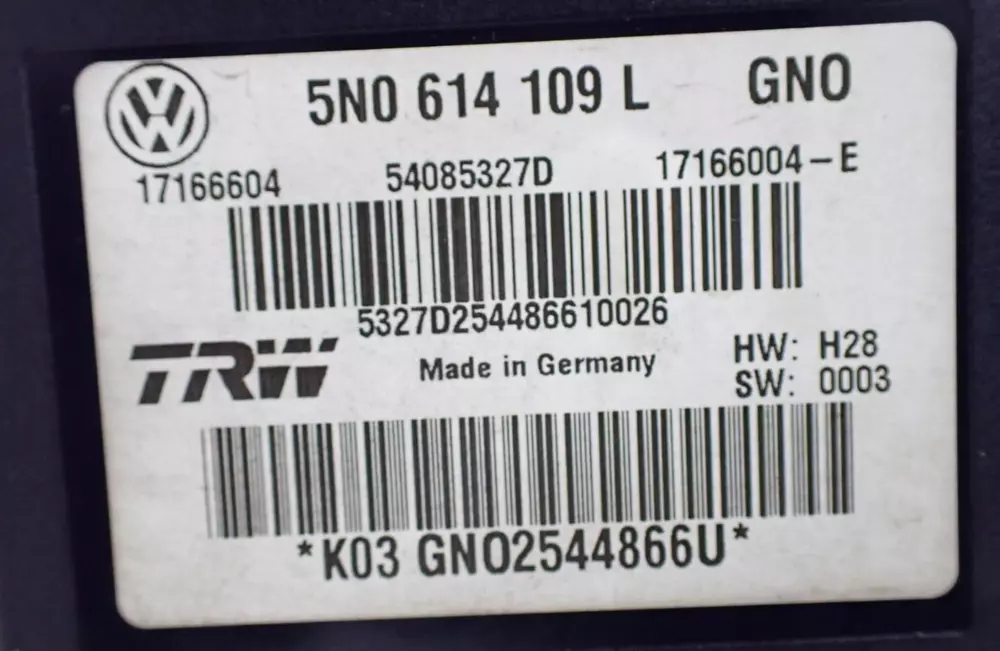 5N0 614 109 L GNO
17166604 54085327D 17166004-E
5327D254486610026
TRW Made in Germany HW: H28
SW: 0003
*K03 GNO2544866U*